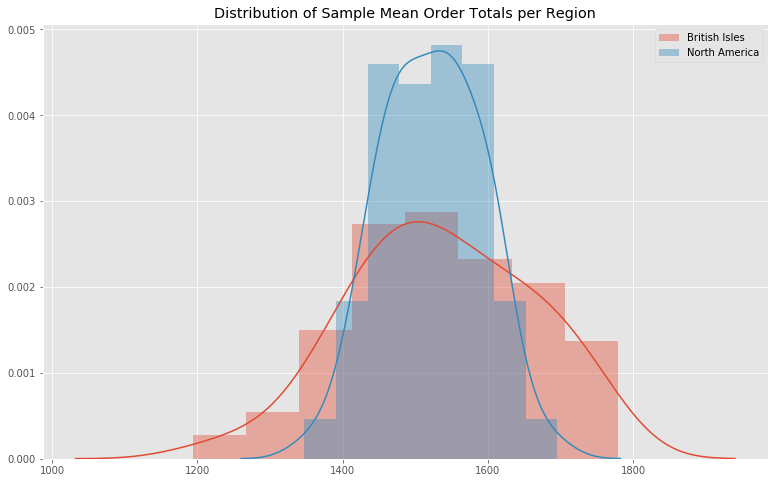 Distribution of Sample Mean Order Totals per Region
British Isles
North America
0.005
0.004
0.003
0.002
0.001
0.000
1000 1200 1400 1600 1800